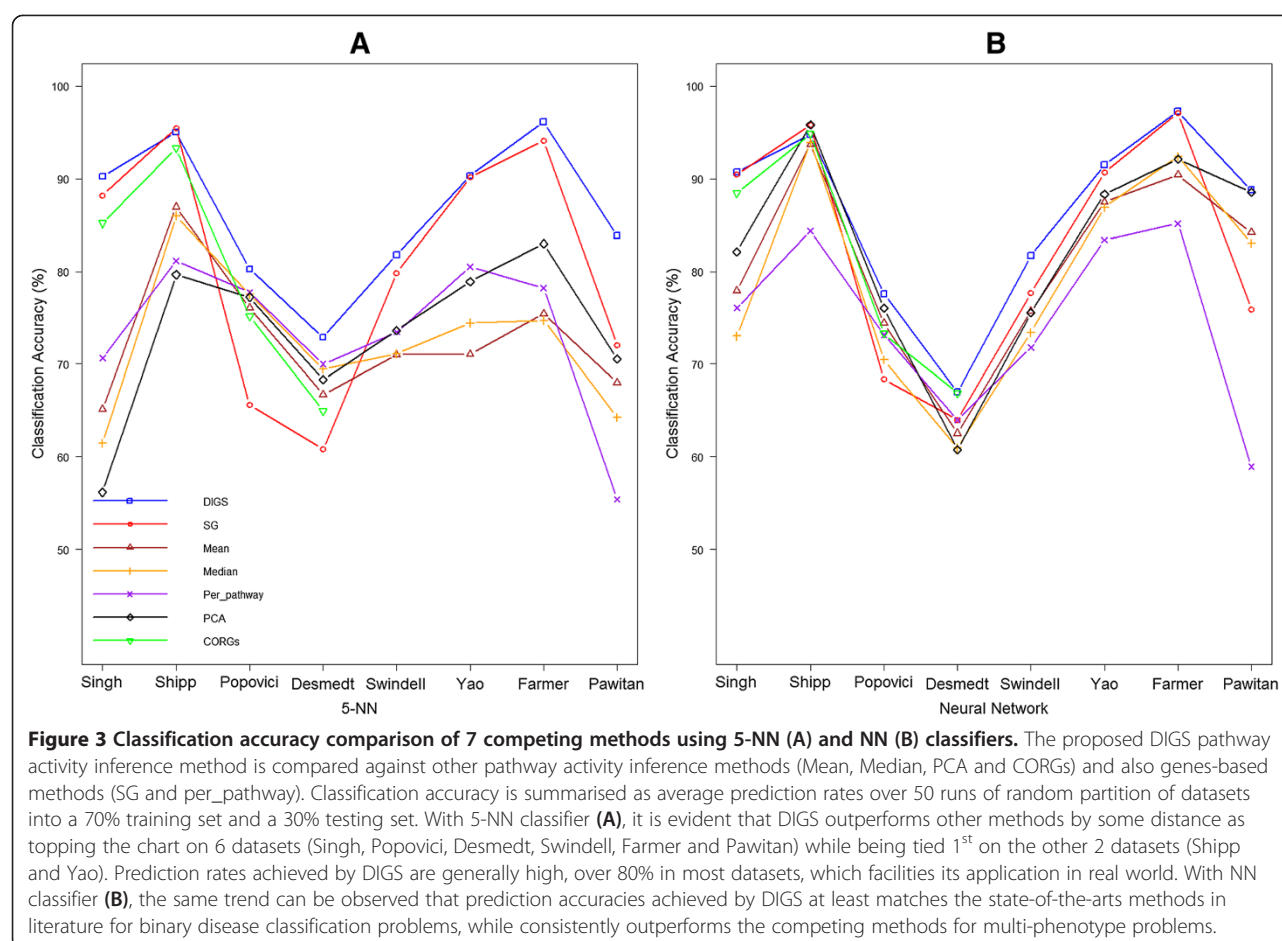 A
B
100
90
80
70
60
50
Classification Accuracy (%)
DIGS
SG
Mean
Median
Per_pathway
PCA
CORGs
Singh Shipp Popovici Desmedt Swindell Yao Farmer Pawitan
5-NN
100
90
80
70
60
50
Classification Accuracy (%)
Singh Shipp Popovici Desmedt Swindell Yao Farmer Pawitan
Neural Network
Figure 3 Classification accuracy comparison of 7 competing methods using 5-NN (A) and NN (B) classifiers. The proposed DIGS pathway
activity inference method is compared against other pathway activity inference methods (Mean, Median, PCA and CORGs) and also genes-based
methods (SG and per_pathway). Classification accuracy is summarised as average prediction rates over 50 runs of random partition of datasets
into a 70% training set and a 30% testing set. With 5-NN classifier (A), it is evident that DIGS outperforms other methods by some distance as
topping the chart on 6 datasets (Singh, Popovici, Desmedt, Swindell, Farmer and Pawitan) while being tied 1st on the other 2 datasets (Shipp
and Yao). Prediction rates achieved by DIGS are generally high, over 80% in most datasets, which facilities its application in real world. With NN
classifier (B), the same trend can be observed that prediction accuracies achieved by DIGS at least matches the state-of-the-arts methods in
literature for binary disease classification problems, while consistently outperforms the competing methods for multi-phenotype problems.